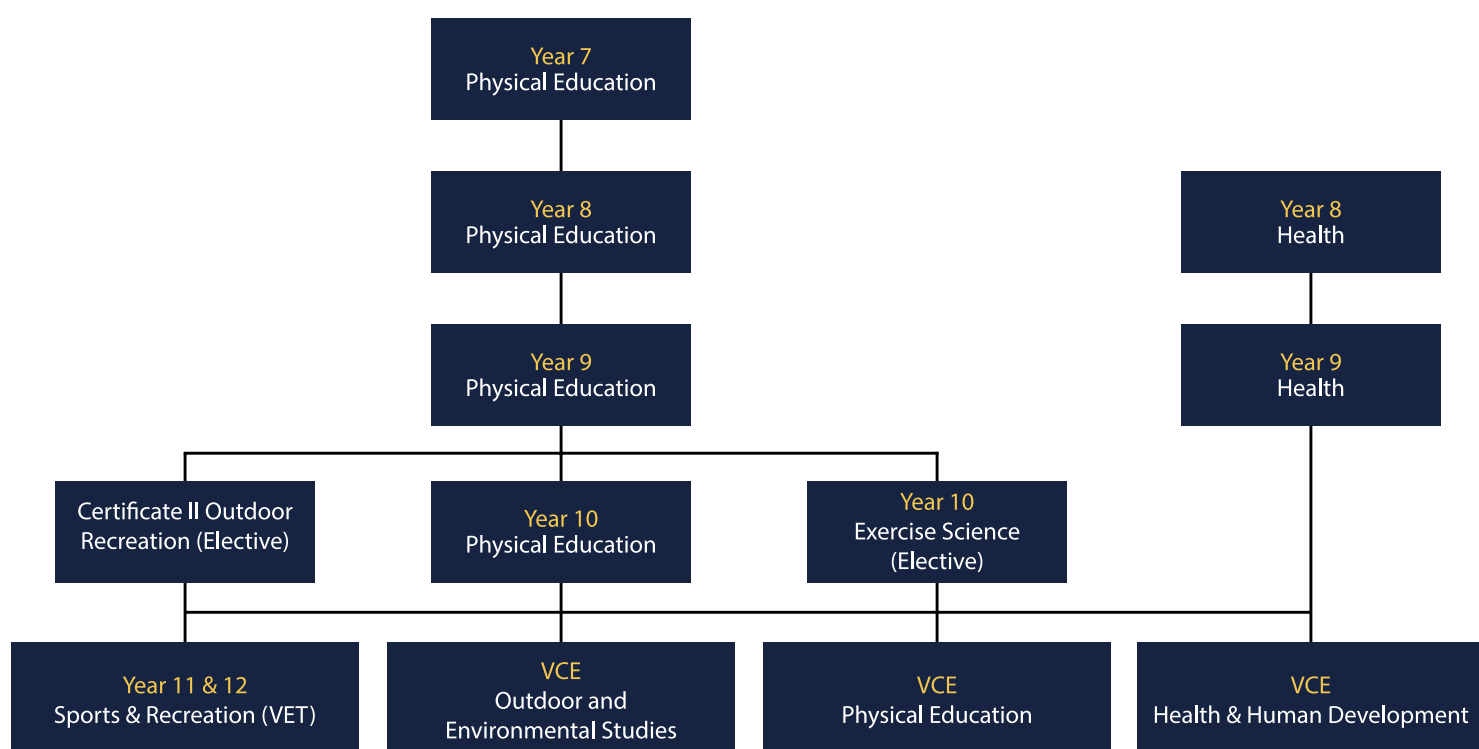 Year 7
Physical Education
Year 8
Physical Education
Year 8
Health
Year 9
Physical Education
Year 9
Health
Certificate II Outdoor
Recreation (Elective)
Year 10
Physical Education
Year 10
Exercise Science
(Elective)
Year 11 & 12
Sports & Recreation (VET)
VCE
Outdoor and
Environmental Studies
VCE
Physical Education
VCE
Health & Human Development